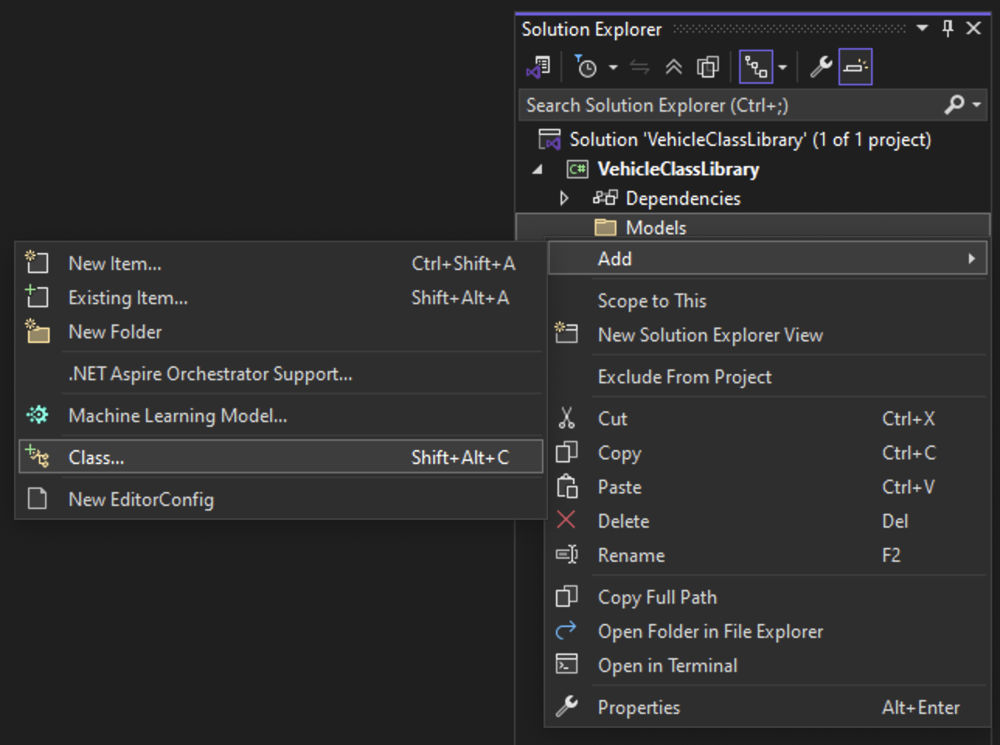 Solution Explorer
Search Solution Explorer (Ctrl+;)
Solution 'VehicleClassLibrary' (1 of 1 project)
C# VehicleClassLibrary
Dependencies
Models
Add
Scope to This
New Solution Explorer View
Exclude From Project
Cut Ctrl+X
Copy Ctrl+C
Paste Ctrl+V
Delete Del
Rename F2
Copy Full Path
Open Folder in File Explorer
Open in Terminal
Properties Alt+Enter
New Item... Ctrl+Shift+A
Existing Item... Shift+Alt+A
New Folder
.NET Aspire Orchestrator Support...
Machine Learning Model...
Class... Shift+Alt+C
New EditorConfig